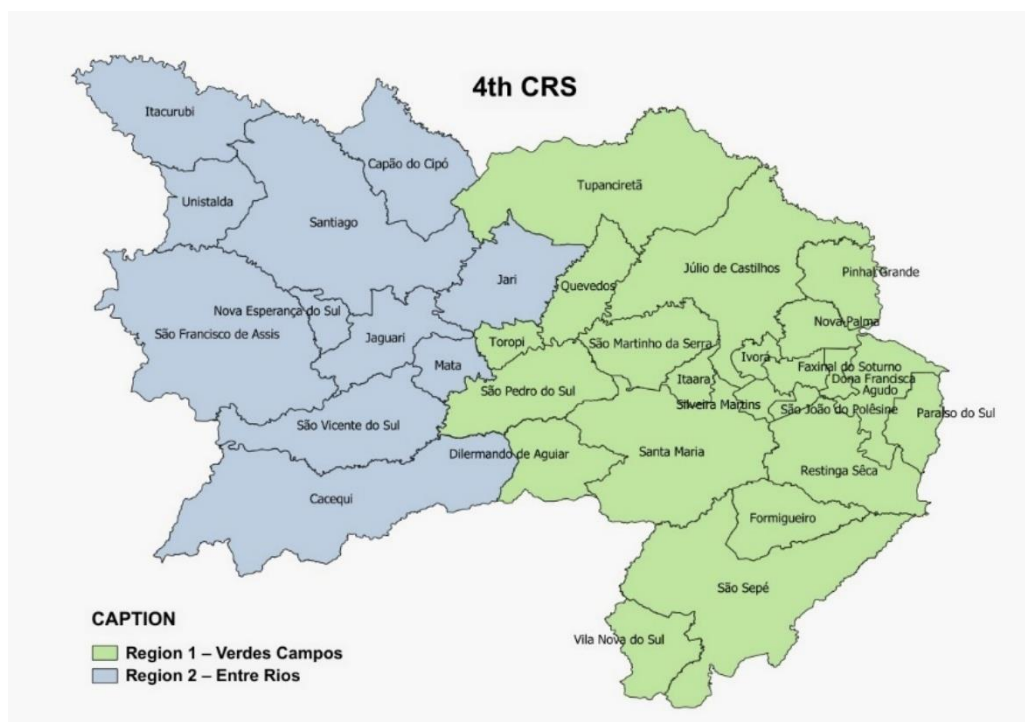 4th CRS
Itacurubi
Capão do Cipó
Tupanciretã
Unistalda
Santiago
Júlio de Castilhos
Pinhal Grande
Jari
Quevedos
Nova Esperança do Sul
São Francisco de Assis
Jaguari
Toropi
São Martinho da Serra
Nova Palma
Ivorá
Mata
Faxinal do Soturno
Itaara
Dona Francisca
São Pedro do Sul
Agudo
Silveira Martins
São João do Polêsine
Paraíso do Sul
São Vicente do Sul
Dilermando de Aguiar
Santa Maria
Restinga Sêca
Cacequi
Formigueiro
São Sepé
Vila Nova do Sul
CAPTION
Region 1 – Verdes Campos
Region 2 – Entre Rios